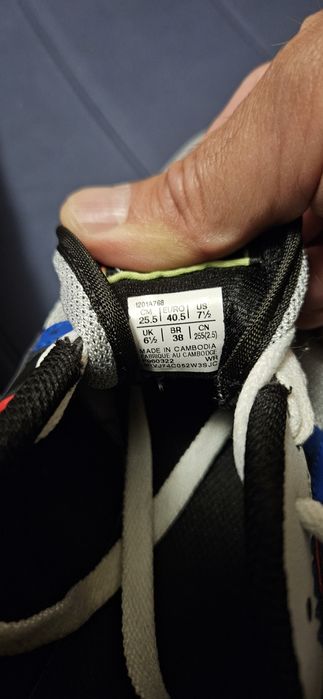 1201A768
CM EURO US
25.5 40.5 7½
UK BR CN
6½ 38 255(2.5)
MADE IN CAMBODIA
FABRIQUE AU CAMBODGE
WR